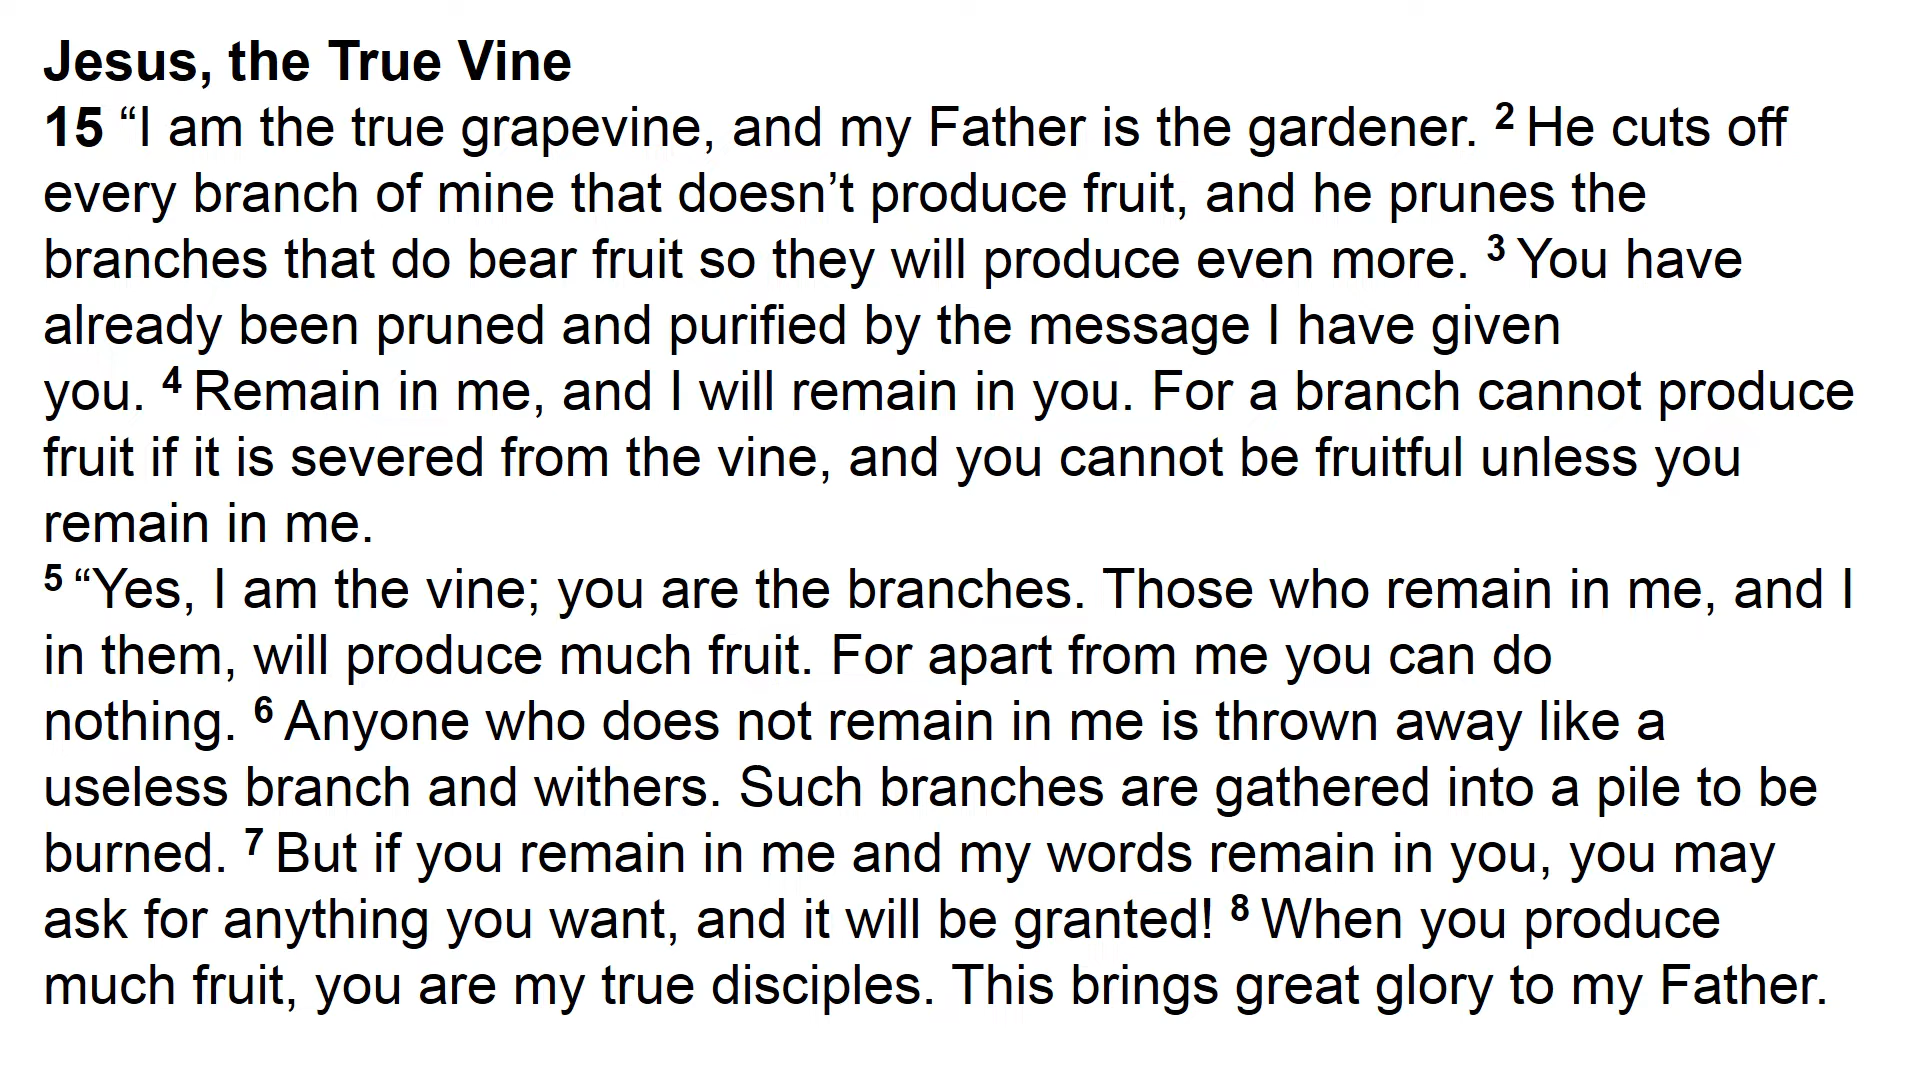 Jesus, the True Vine
15 “I am the true grapevine, and my Father is the gardener. 2 He cuts off
every branch of mine that doesn’t produce fruit, and he prunes the
branches that do bear fruit so they will produce even more. 3 You have
already been pruned and purified by the message I have given
you. 4 Remain in me, and I will remain in you. For a branch cannot produce
fruit if it is severed from the vine, and you cannot be fruitful unless you
remain in me.
5 “Yes, I am the vine; you are the branches. Those who remain in me, and I
in them, will produce much fruit. For apart from me you can do
nothing. 6 Anyone who does not remain in me is thrown away like a
useless branch and withers. Such branches are gathered into a pile to be
burned. 7 But if you remain in me and my words remain in you, you may
ask for anything you want, and it will be granted! 8 When you produce
much fruit, you are my true disciples. This brings great glory to my Father.